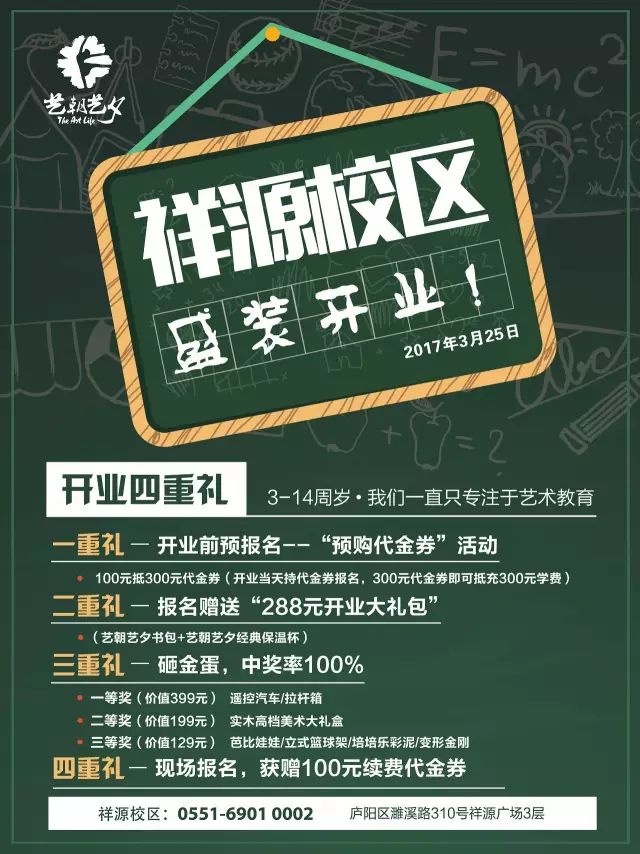 艺朝艺夕
The Art Life
E=mc²
祥源校区
盛装开业！
2017年3月25日
abc
=?
开业四重礼
3-14周岁·我们一直只专注于艺术教育
一重礼— 开业前预报名--“预购代金券”活动
• 100元抵300元代金券（开业当天持代金券报名，300元代金券即可抵充300元学费）
二重礼— 报名赠送“288元开业大礼包”
• （艺朝艺夕书包+艺朝艺夕经典保温杯）
三重礼— 砸金蛋，中奖率100%
• 一等奖（价值399元） 遥控汽车/拉杆箱
• 二等奖（价值199元） 实木高档美术大礼盒
• 三等奖（价值129元） 芭比娃娃/立式篮球架/培培乐彩泥/变形金刚
四重礼— 现场报名，获赠100元续费代金券
祥源校区：0551-6901 0002 庐阳区濉溪路310号祥源广场3层